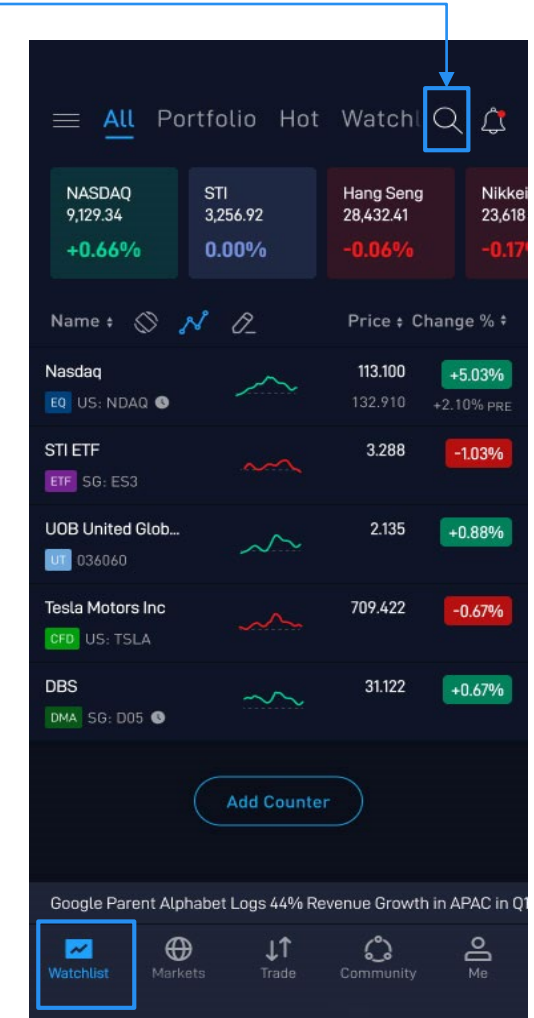 All Portfolio Hot Watchl
NASDAQ STI Hang Seng Nikkei
9,129.34 3,256.92 28,432.41 23,618
+0.66% 0.00% -0.06% -0.17
Name Price Change %
Nasdaq 113.100 +5.03%
EQ US: NDAQ 132.910 +2.10% PRE
STI ETF 3.288 -1.03%
ETF SG: ES3
UOB United Glob... 2.135 +0.88%
UT 036060
Tesla Motors Inc 709.422 -0.67%
CFD US: TSLA
DBS 31.122 +0.67%
DMA SG: D05
Add Counter
Google Parent Alphabet Logs 44% Revenue Growth in APAC in Q1
Watchlist Markets Trade Community Me